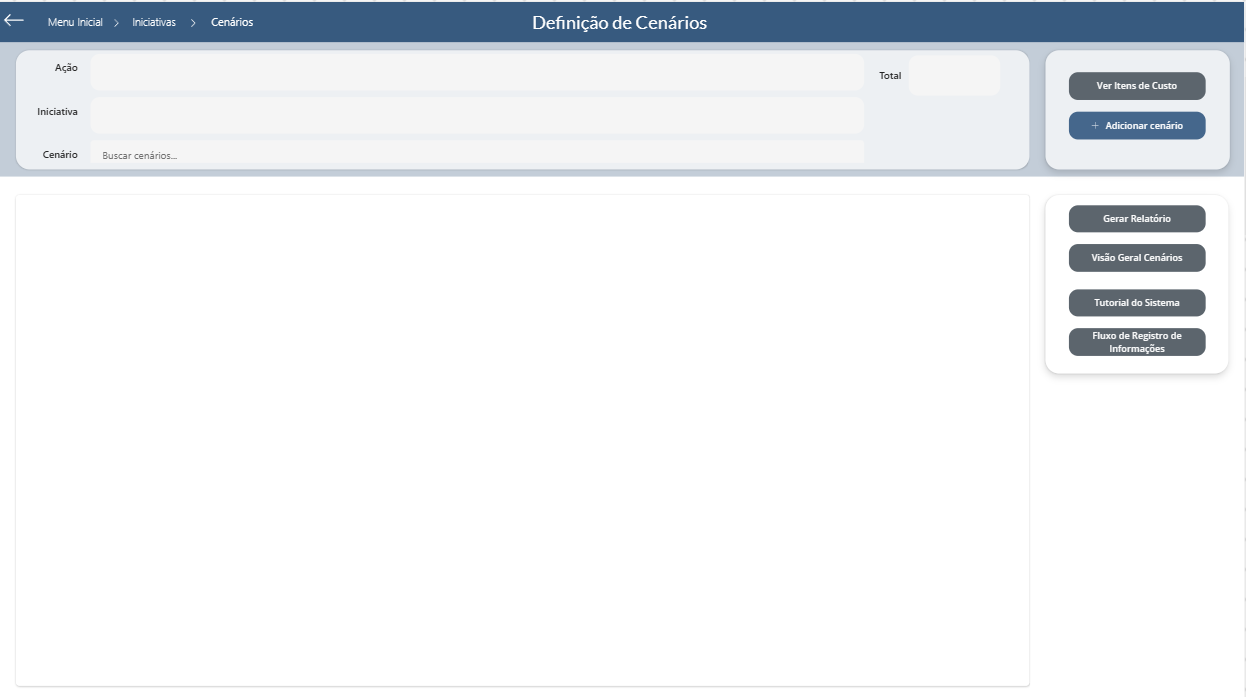 Menu Inicial > Iniciativas > Cenários
Definição de Cenários
Ação
Total
Iniciativa
Cenário
Buscar cenários...
Ver Itens de Custo
+ Adicionar cenário
Gerar Relatório
Visão Geral Cenários
Tutorial do Sistema
Fluxo de Registro de
Informações